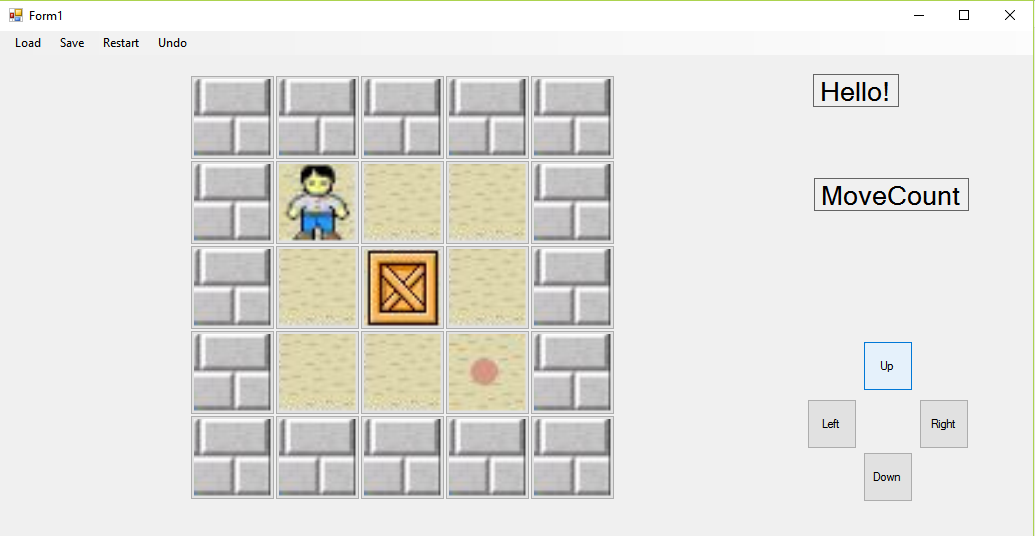 Form1
Load Save Restart Undo
Hello!
MoveCount
Up
Left Right
Down